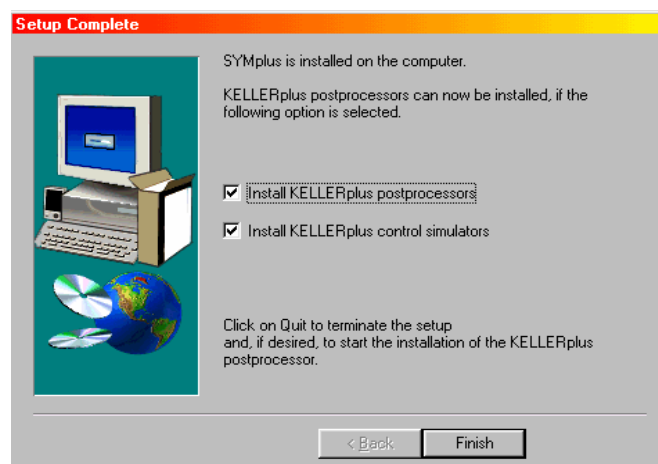 Setup Complete
SYMplus is installed on the computer.
KELLERplus postprocessors can now be installed, if the
following option is selected.
Install KELLERplus postprocessors
Install KELLERplus control simulators
Click on Quit to terminate the setup
and, if desired, to start the installation of the KELLERplus
postprocessor.
< Back
Finish